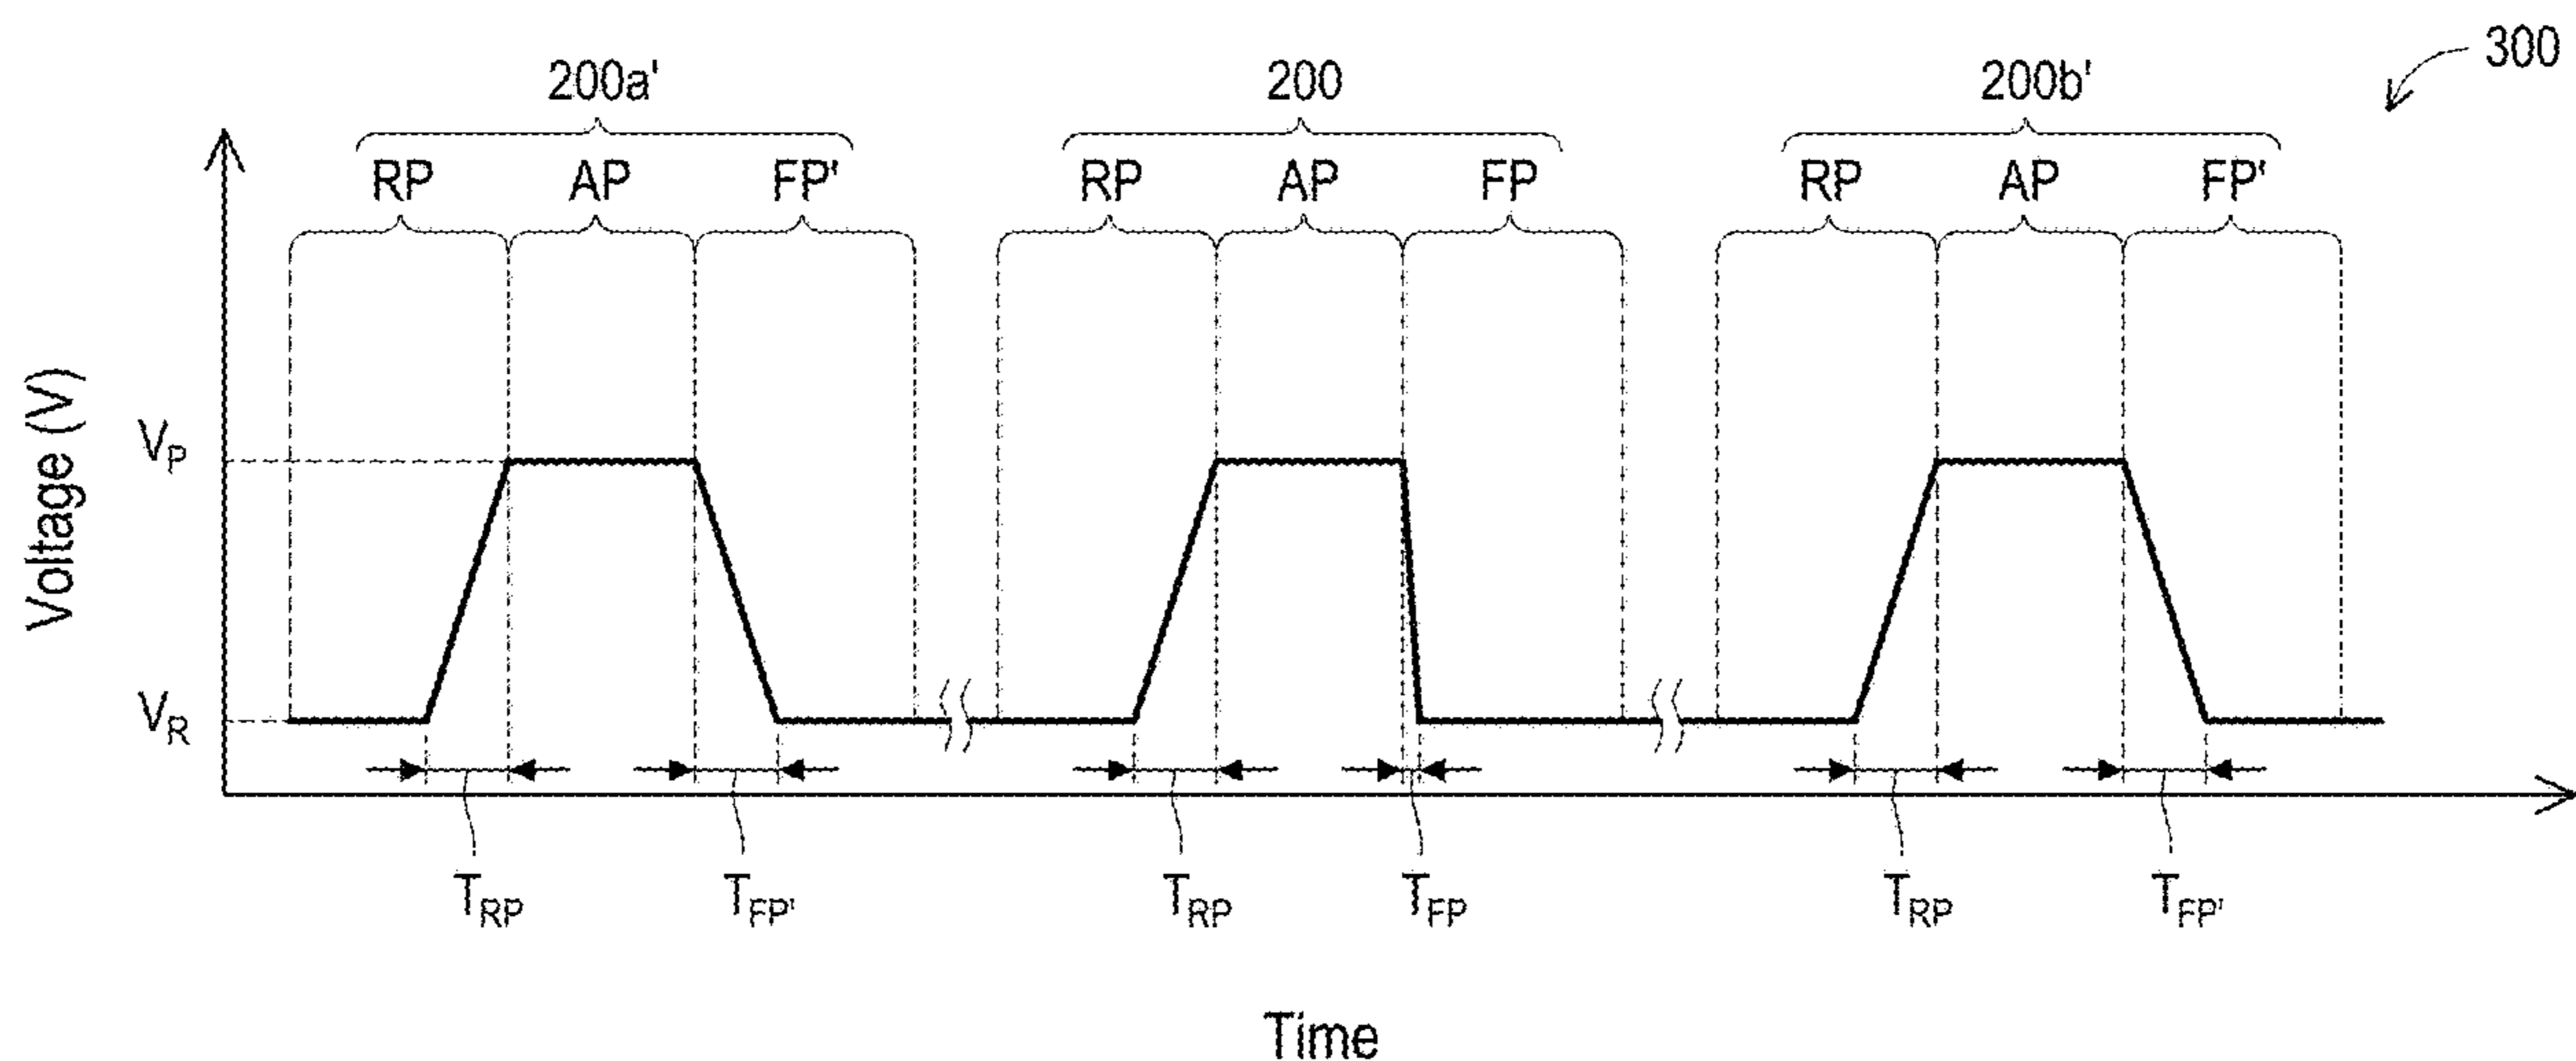 300
200a' 200 200b'
RP AP FP' RP AP FP RP AP FP'
Voltage (V)
VP
VR
TRP TFP' TRP TFP TRP TFP'
Time